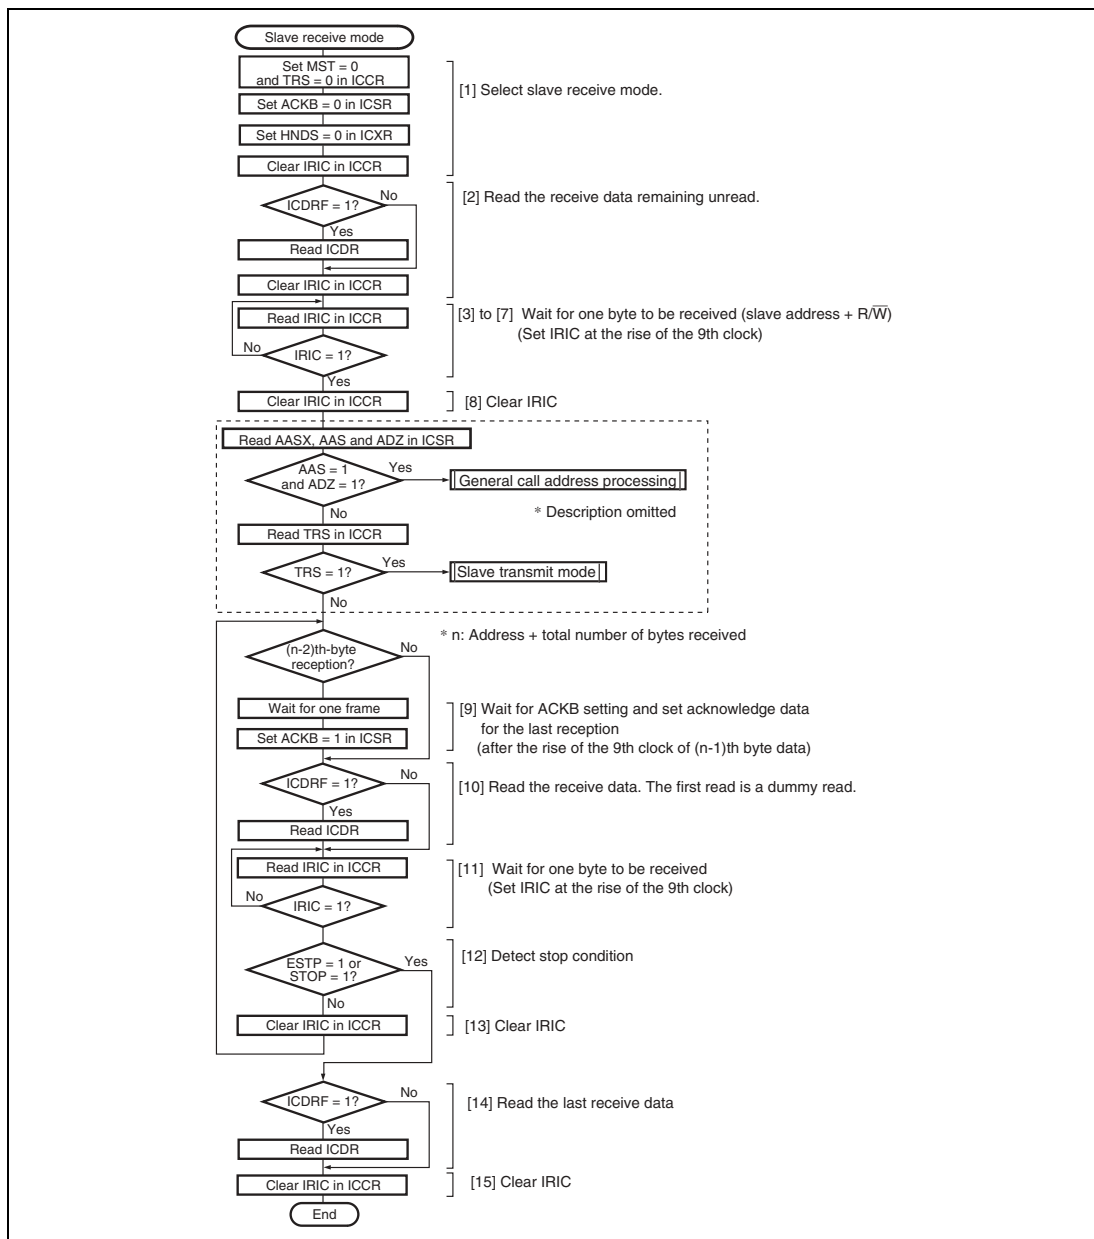 Slave receive mode
Set MST = 0
and TRS = 0 in ICCR
[1] Select slave receive mode.
Set ACKB = 0 in ICSR
Set HNDS = 0 in ICXR
Clear IRIC in ICCR
No
[2] Read the receive data remaining unread.
ICDRF = 1?
Yes
Read ICDR
Clear IRIC in ICCR
Read IRIC in ICCR
[3] to [7] Wait for one byte to be received (slave address + R/W̅)
(Set IRIC at the rise of the 9th clock)
No
IRIC = 1?
Yes
Clear IRIC in ICCR
[8] Clear IRIC
Read AASX, AAS and ADZ in ICSR
AAS = 1
and ADZ = 1?
Yes
General call address processing
No
* Description omitted
Read TRS in ICCR
TRS = 1?
Yes
Slave transmit mode
No
* n: Address + total number of bytes received
(n-2)th-byte
reception?
No
Wait for one frame
[9] Wait for ACKB setting and set acknowledge data
for the last reception
(after the rise of the 9th clock of (n-1)th byte data)
Set ACKB = 1 in ICSR
ICDRF = 1?
No
[10] Read the receive data. The first read is a dummy read.
Yes
Read ICDR
Read IRIC in ICCR
[11] Wait for one byte to be received
(Set IRIC at the rise of the 9th clock)
No
IRIC = 1?
ESTP = 1 or
STOP = 1?
Yes
[12] Detect stop condition
No
Clear IRIC in ICCR
[13] Clear IRIC
ICDRF = 1?
No
[14] Read the last receive data
Yes
Read ICDR
Clear IRIC in ICCR
[15] Clear IRIC
End